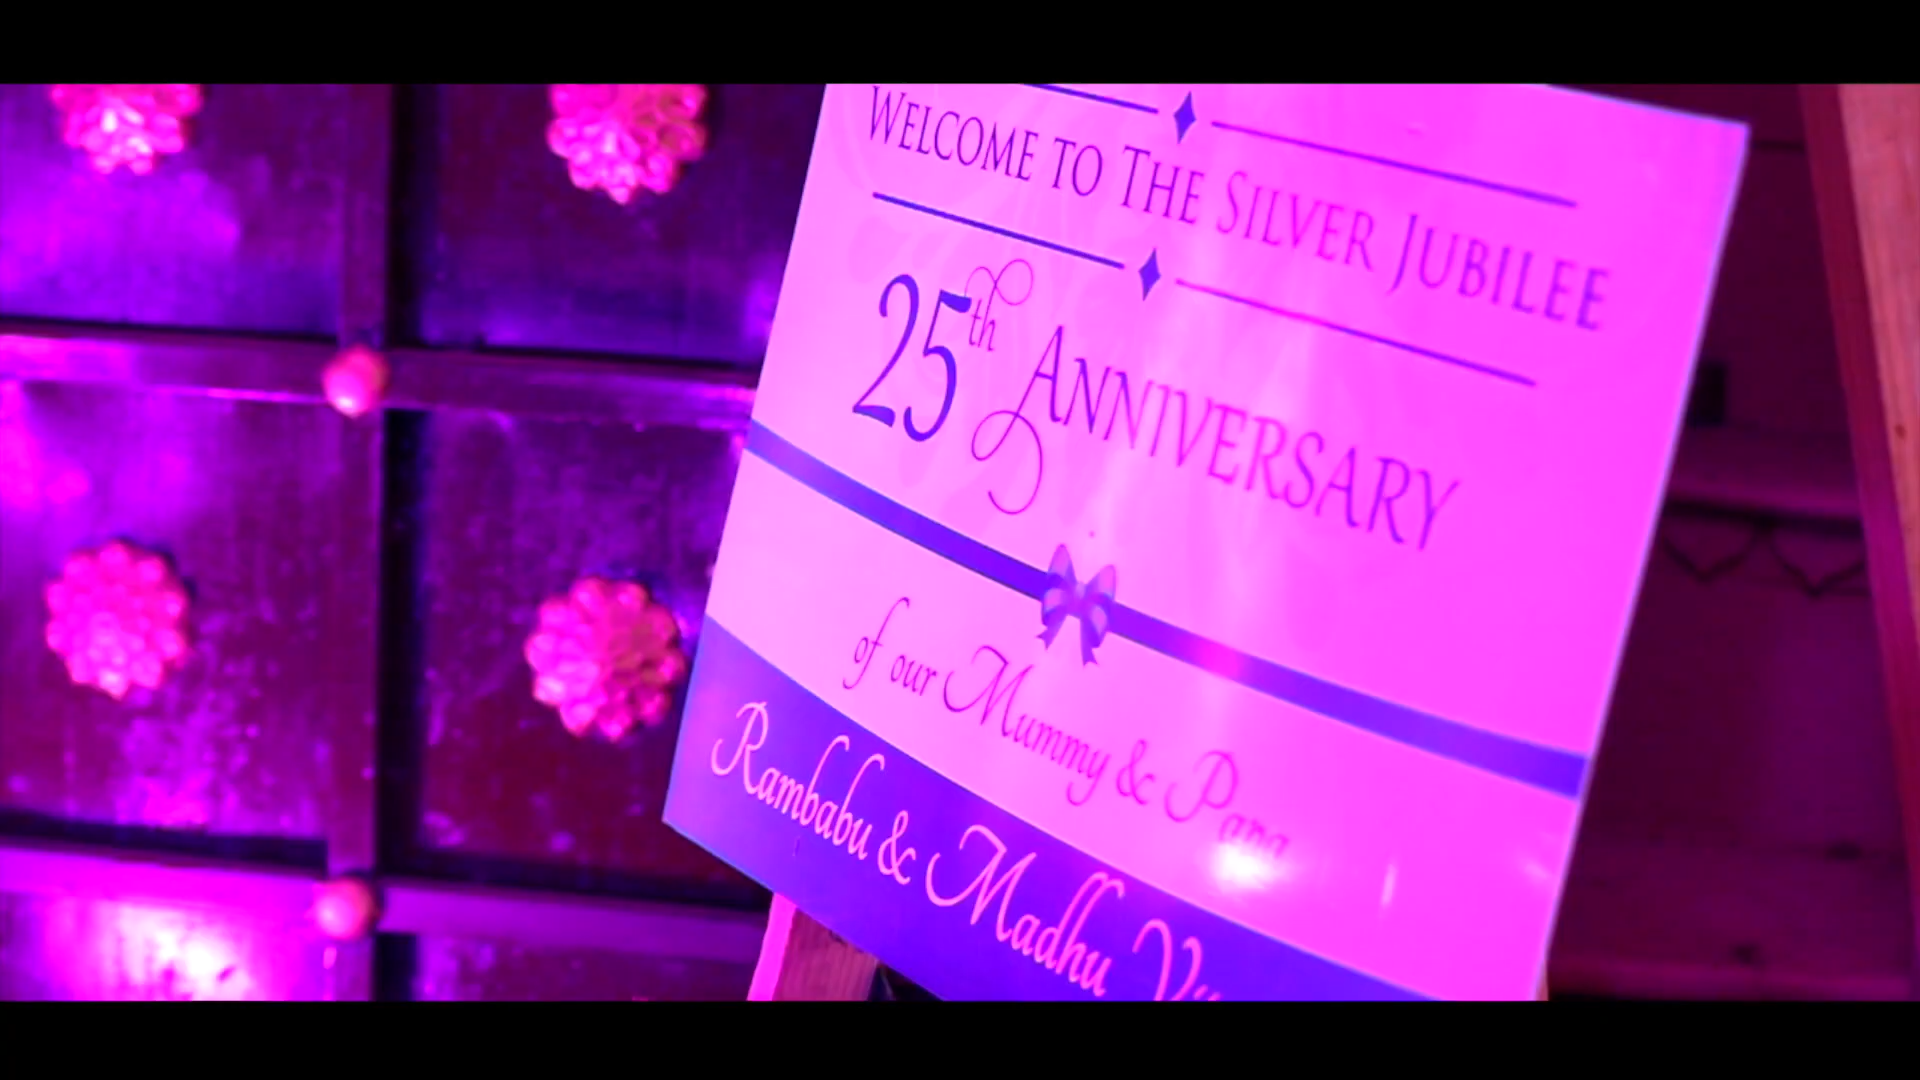 WELCOME TO THE SILVER JUBILEE
25th ANNIVERSARY
of our Mummy & Papa
Rambabu & Madhu